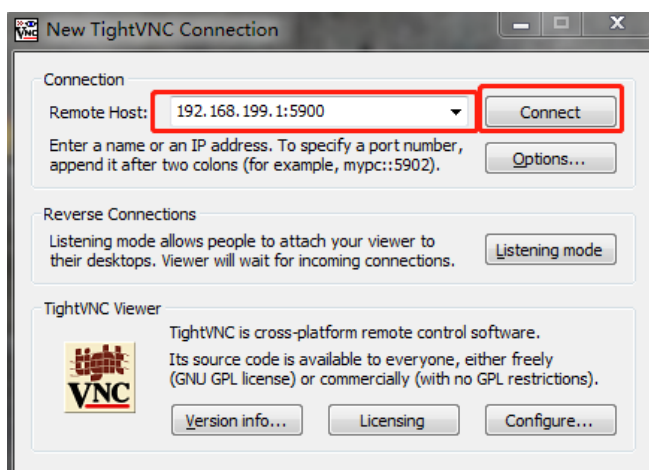 New TightVNC Connection
Connection
Remote Host: 192.168.199.1:5900 Connect
Enter a name or an IP address. To specify a port number,
append it after two colons (for example, mypc::5902). Options...
Reverse Connections
Listening mode allows people to attach your viewer to
their desktops. Viewer will wait for incoming connections. Listening mode
TightVNC Viewer
TightVNC is cross-platform remote control software.
Its source code is available to everyone, either freely
(GNU GPL license) or commercially (with no GPL restrictions).
tight
VNC
Version info... Licensing Configure...